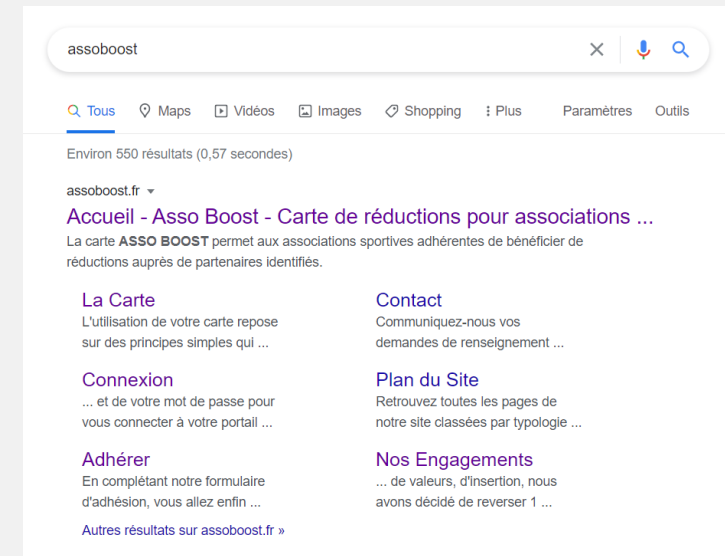 assoboost
Tous Maps Vidéos Images Shopping Plus Paramètres Outils
Environ 550 résultats (0,57 secondes)
assoboost.fr
Accueil - Asso Boost - Carte de réductions pour associations ...
La carte ASSO BOOST permet aux associations sportives adhérentes de bénéficier de
réductions auprès de partenaires identifiés.
La Carte
L'utilisation de votre carte repose
sur des principes simples qui ...
Contact
Communiquez-nous vos
demandes de renseignement ...
Connexion
... et de votre mot de passe pour
vous connecter à votre portail ...
Plan du Site
Retrouvez toutes les pages de
notre site classées par typologie ...
Adhérer
En complétant notre formulaire
d'adhésion, vous allez enfin ...
Nos Engagements
... de valeurs, d'insertion, nous
avons décidé de reverser 1 ...
Autres résultats sur assoboost.fr »